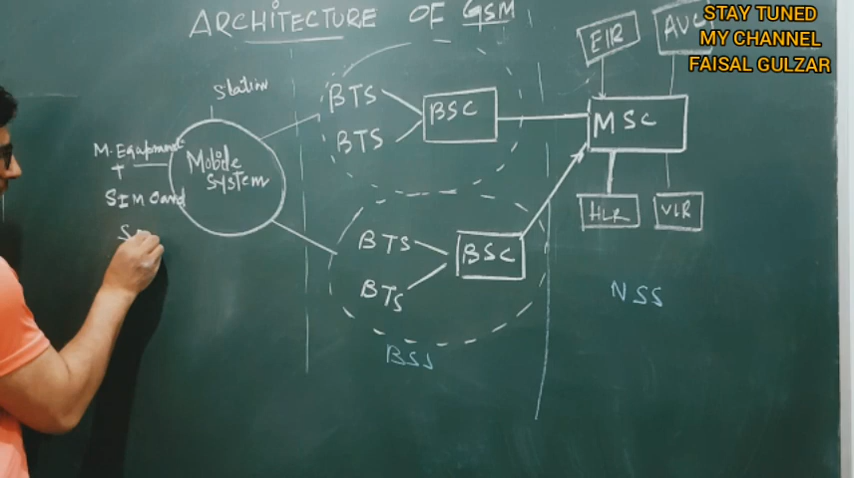 ARCHITECTURE OF GSM
STAY TUNED
MY CHANNEL
FAISAL GULZAR
EIR
Station
BTS
BTS
BSC
MSC
M.Equipment
+
SIM Card
Mobile
System
HLR
VLR
BTS
BTS
BSC
NSS
BSS